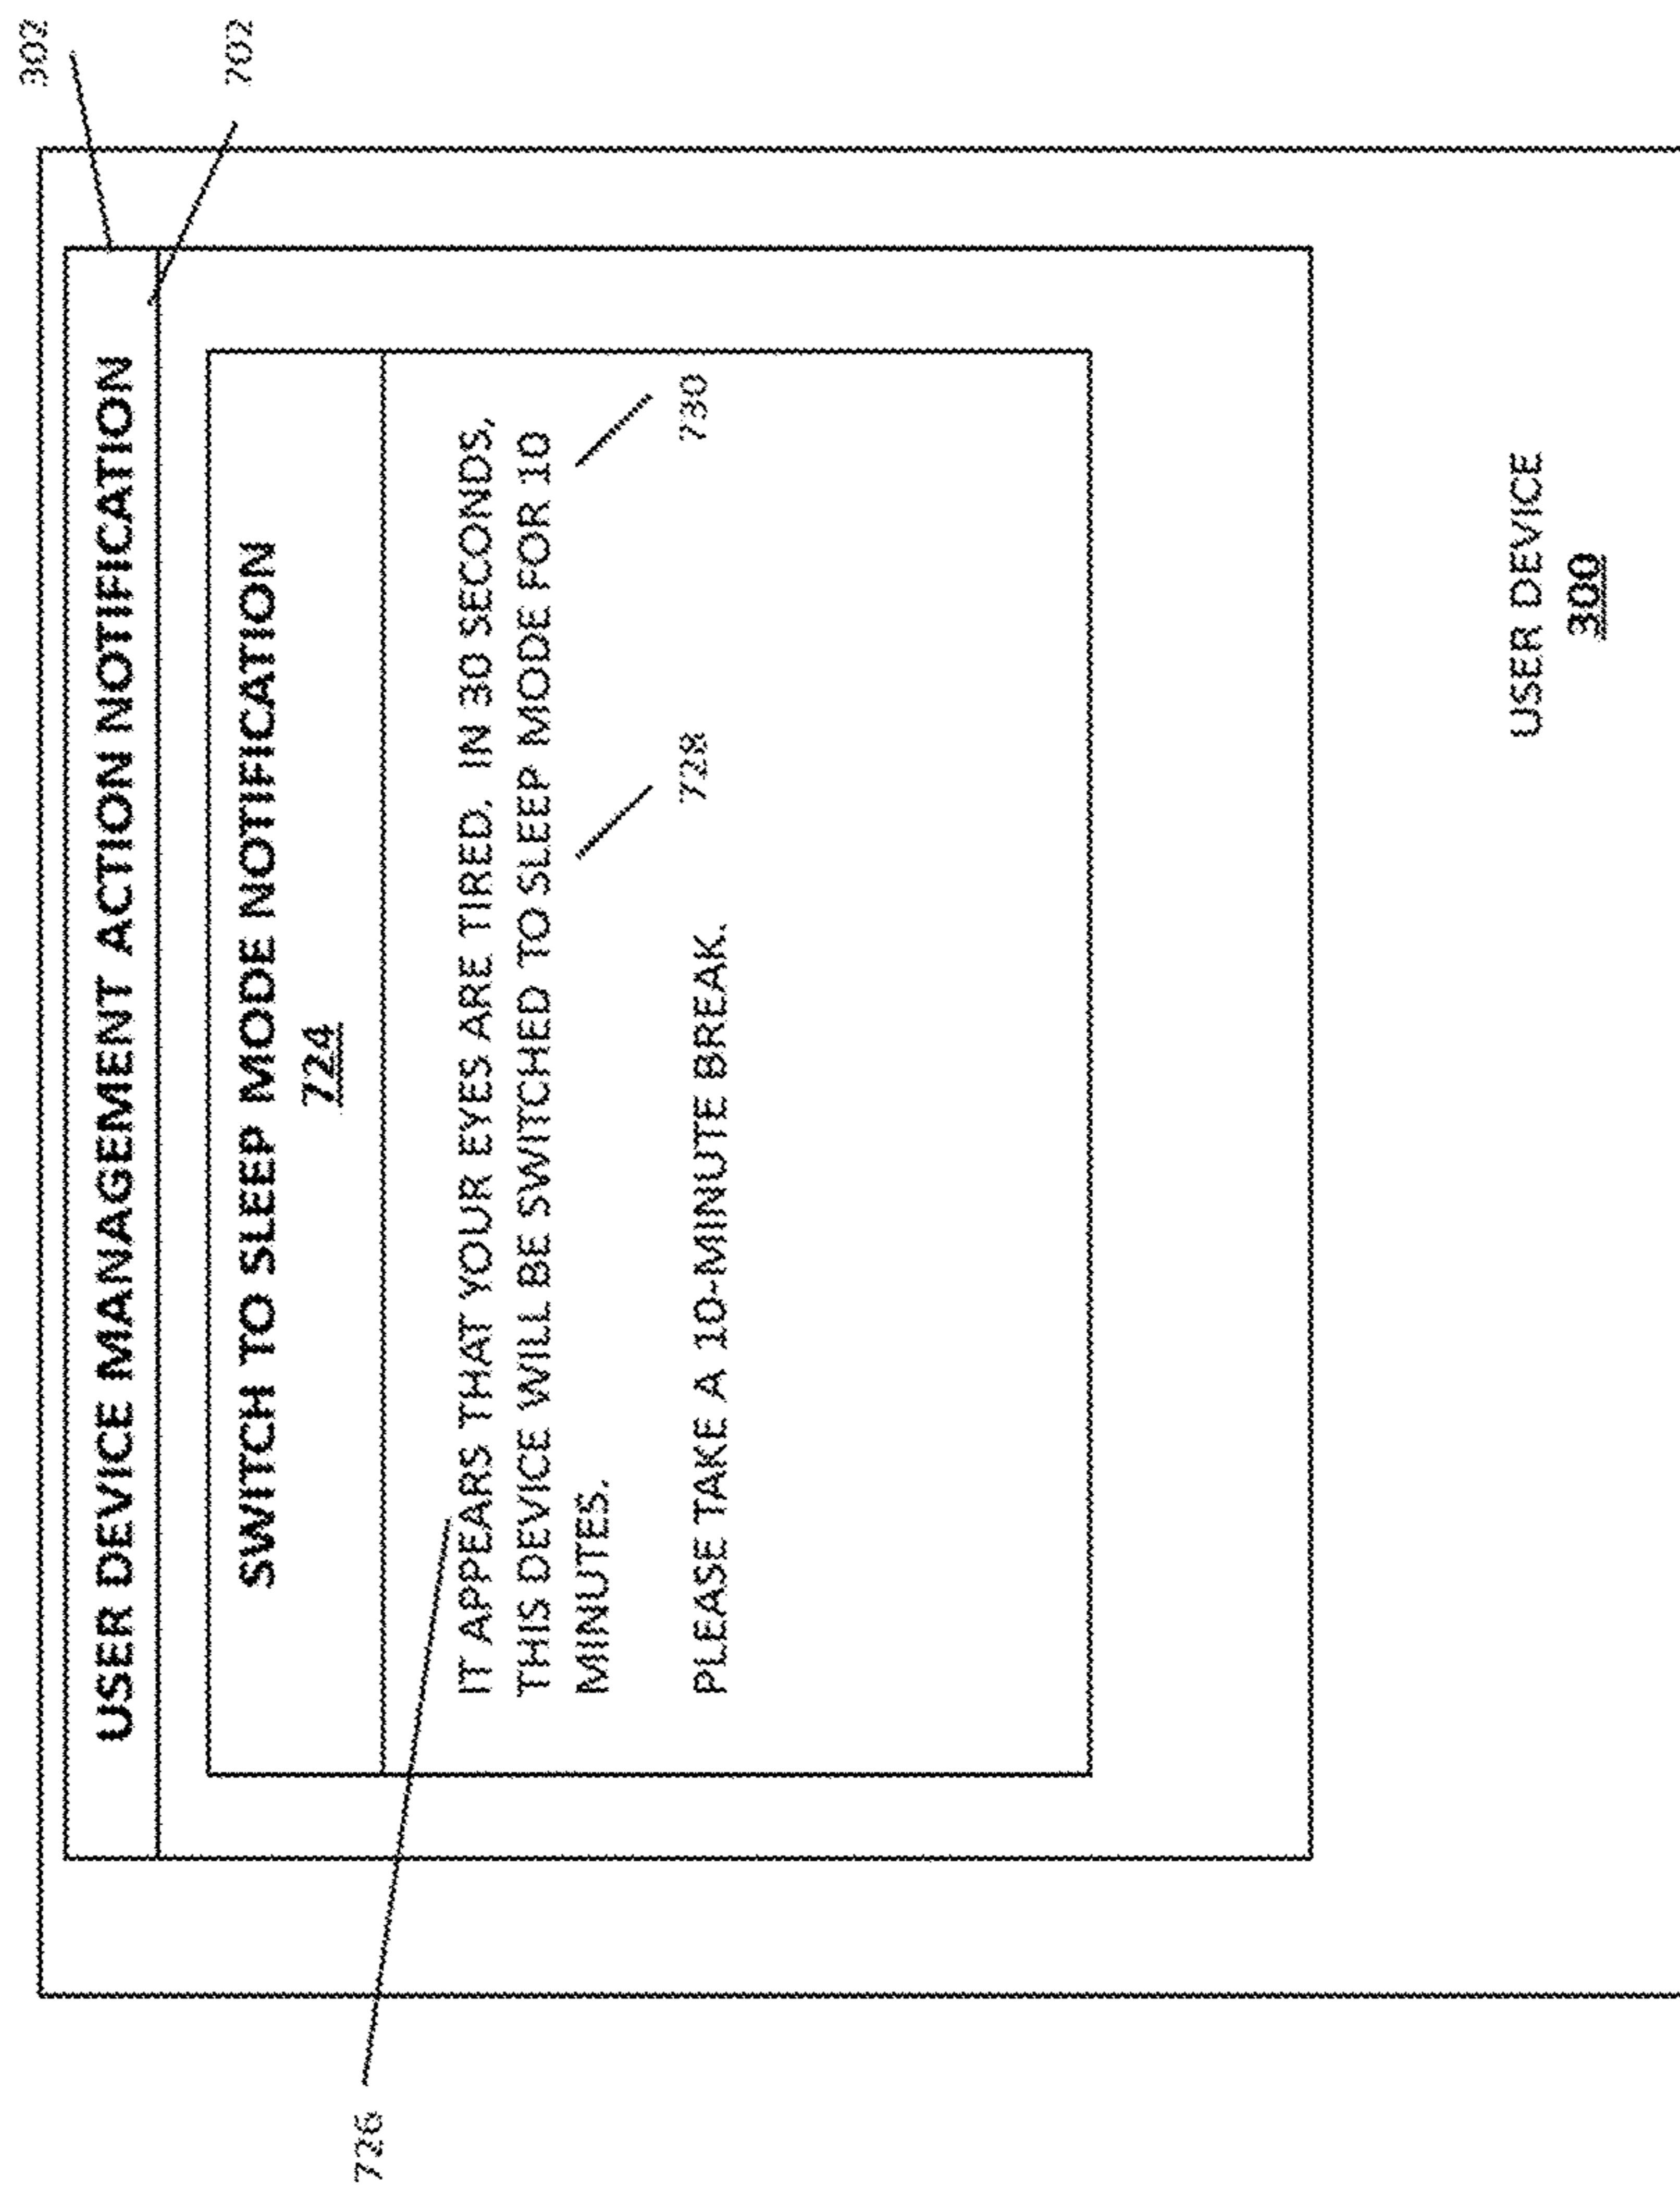 302
702
USER DEVICE MANAGEMENT ACTION NOTIFICATION
SWITCH TO SLEEP MODE NOTIFICATION
724
726
IT APPEARS THAT YOUR EYES ARE TIRED. IN 30 SECONDS,
THIS DEVICE WILL BE SWITCHED TO SLEEP MODE FOR 10
MINUTES.
728
730
PLEASE TAKE A 10-MINUTE BREAK.
USER DEVICE
300